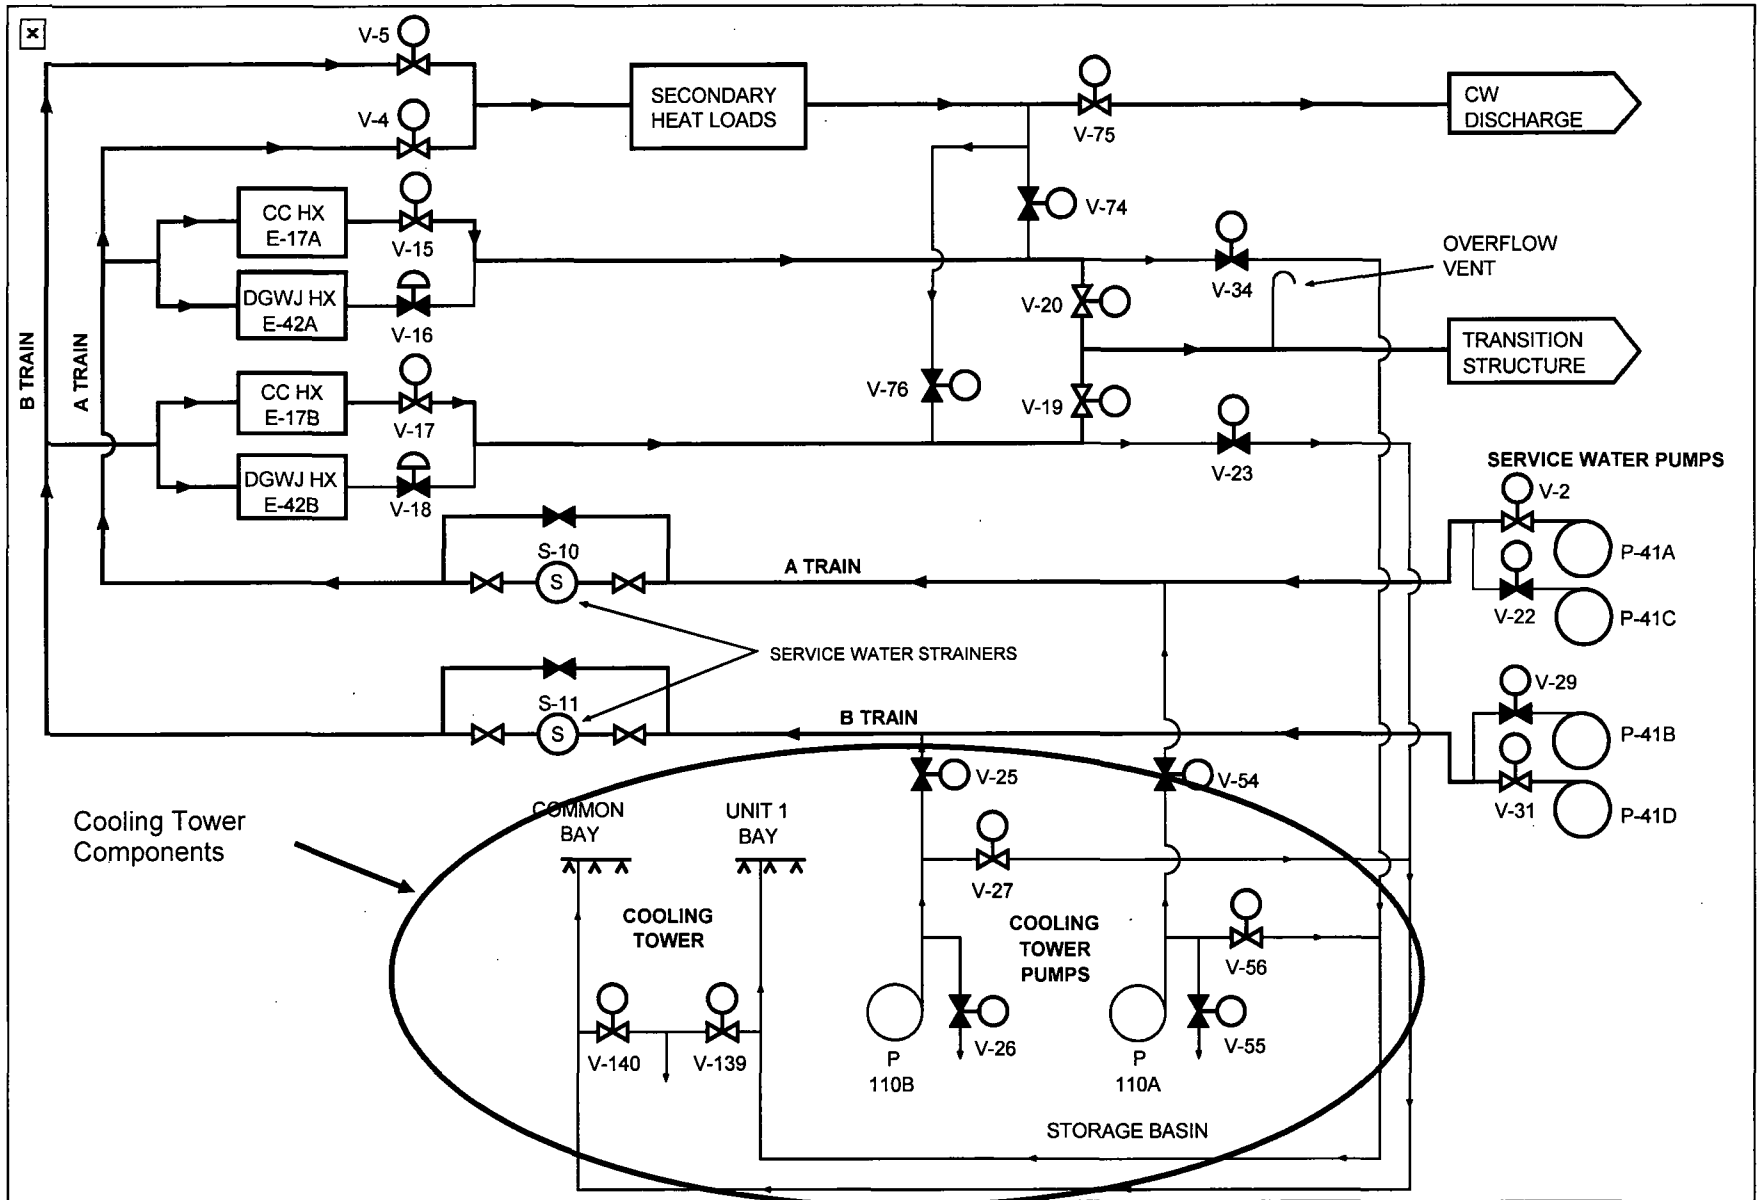 x
V-5
V-4
SECONDARY
HEAT LOADS
V-75
CW
DISCHARGE
CC HX
E-17A
V-15
V-74
DGWJ HX
E-42A
V-16
V-34
OVERFLOW
VENT
V-20
TRANSITION
STRUCTURE
B TRAIN
A TRAIN
CC HX
E-17B
V-17
V-76
V-19
DGWJ HX
E-42B
V-18
V-23
SERVICE WATER PUMPS
V-2
P-41A
V-22
P-41C
S-10
S
A TRAIN
SERVICE WATER STRAINERS
S-11
S
B TRAIN
V-29
P-41B
V-31
P-41D
V-25
V-54
Cooling Tower
Components
COMMON
BAY
UNIT 1
BAY
V-27
COOLING
TOWER
COOLING
TOWER
PUMPS
V-56
V-140
V-139
V-26
V-55
P
110B
P
110A
STORAGE BASIN